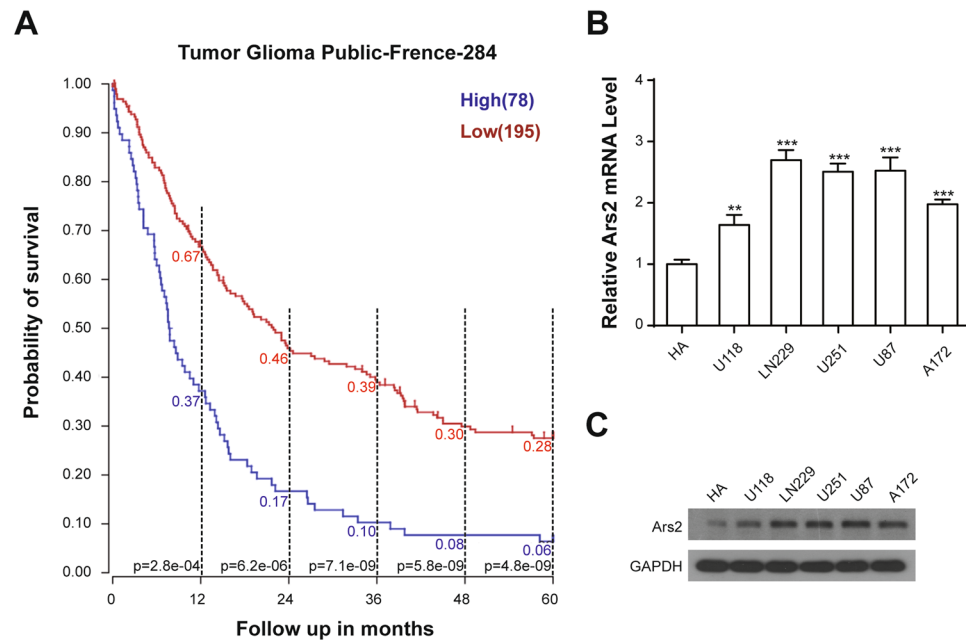 A
Tumor Glioma Public-Frence-284
High(78)
Low(195)
Probability of survival
1.00
0.90
0.80
0.70
0.60
0.50
0.40
0.30
0.20
0.10
0.00
0.67
0.46
0.39
0.30
0.28
0.37
0.17
0.10
0.08
0.06
p=2.8e-04 p=6.2e-06 p=7.1e-09 p=5.8e-09 p=4.8e-09
0 12 24 36 48 60
Follow up in months
B
Relative Ars2 mRNA Level
4
3
2
1
0
** *** *** *** ***
HA U118 LN229 U251 U87 A172
C
HA U118 LN229 U251 U87 A172
Ars2
GAPDH